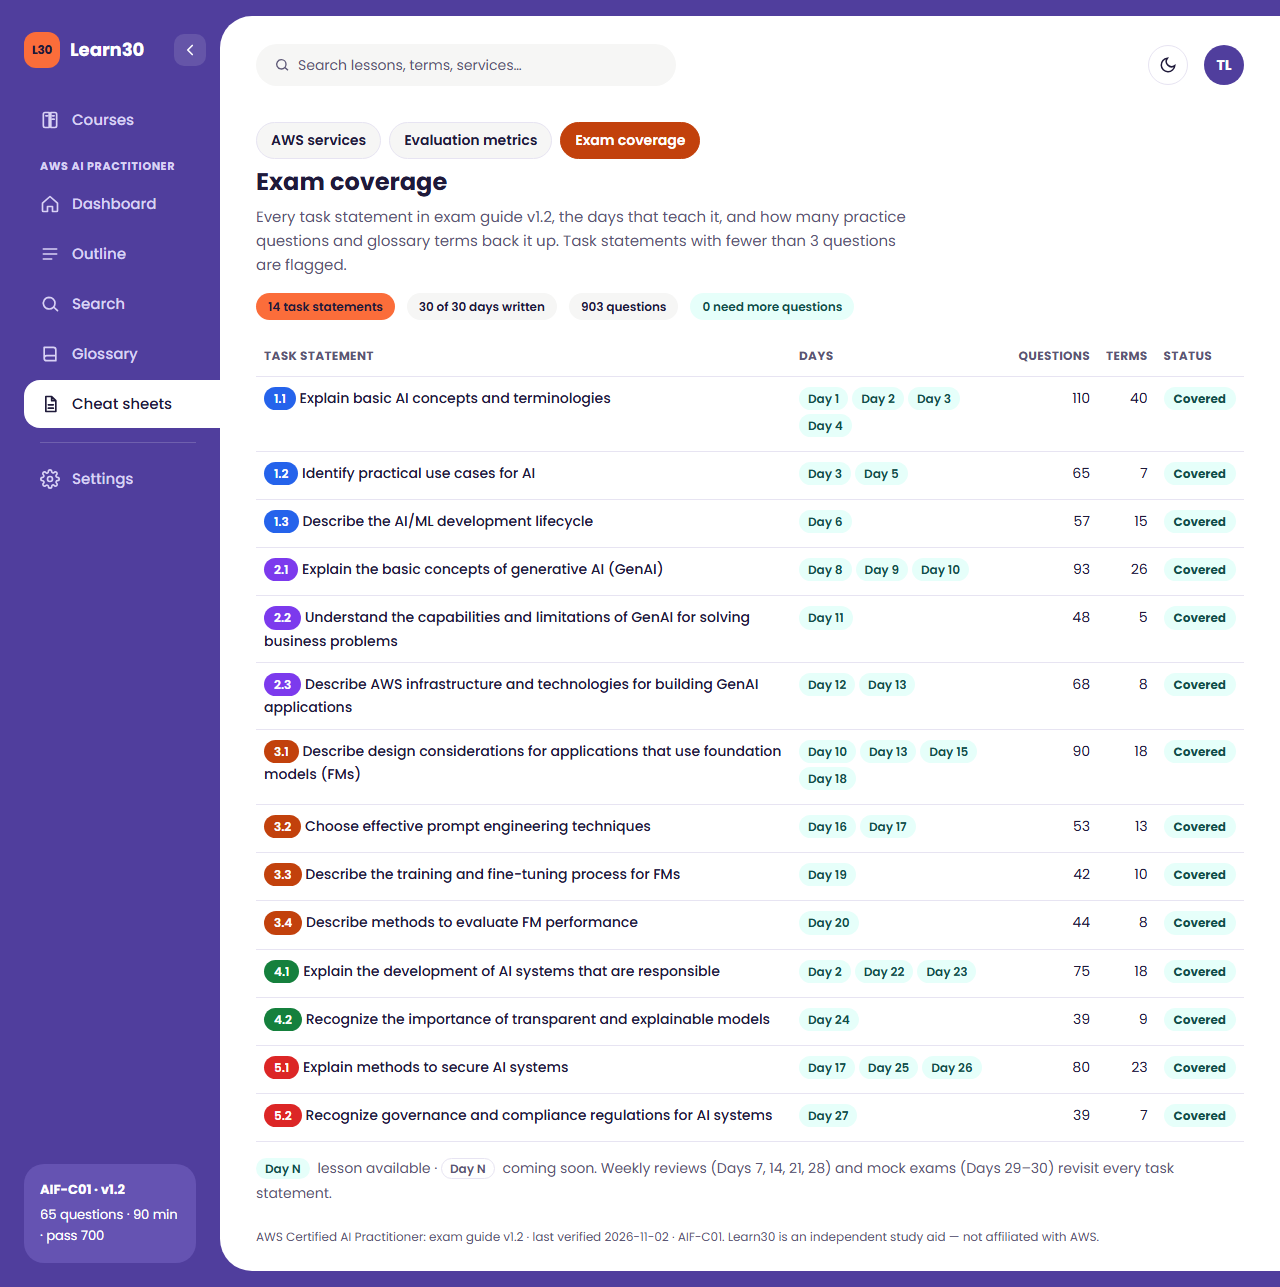 L30 Learn30
Courses
AWS AI PRACTITIONER
Dashboard
Outline
Search
Glossary
Cheat sheets
Settings
AIF-C01 · v1.2
65 questions · 90 min
· pass 700
Search lessons, terms, services...
TL
AWS services Evaluation metrics Exam coverage
Exam coverage
Every task statement in exam guide v1.2, the days that teach it, and how many practice
questions and glossary terms back it up. Task statements with fewer than 3 questions
are flagged.
14 task statements 30 of 30 days written 903 questions 0 need more questions
TASK STATEMENT DAYS QUESTIONS TERMS STATUS
1.1 Explain basic AI concepts and terminologies Day 1 Day 2 Day 3 110 40 Covered
Day 4
1.2 Identify practical use cases for AI Day 3 Day 5 65 7 Covered
1.3 Describe the AI/ML development lifecycle Day 6 57 15 Covered
2.1 Explain the basic concepts of generative AI (GenAI) Day 8 Day 9 Day 10 93 26 Covered
2.2 Understand the capabilities and limitations of GenAI for solving Day 11 48 5 Covered
business problems
2.3 Describe AWS infrastructure and technologies for building GenAI Day 12 Day 13 68 8 Covered
applications
3.1 Describe design considerations for applications that use foundation Day 10 Day 13 Day 15 90 18 Covered
models (FMs) Day 18
3.2 Choose effective prompt engineering techniques Day 16 Day 17 53 13 Covered
3.3 Describe the training and fine-tuning process for FMs Day 19 42 10 Covered
3.4 Describe methods to evaluate FM performance Day 20 44 8 Covered
4.1 Explain the development of AI systems that are responsible Day 2 Day 22 Day 23 75 18 Covered
4.2 Recognize the importance of transparent and explainable models Day 24 39 9 Covered
5.1 Explain methods to secure AI systems Day 17 Day 25 Day 26 80 23 Covered
5.2 Recognize governance and compliance regulations for AI systems Day 27 39 7 Covered
Day N lesson available · Day N coming soon. Weekly reviews (Days 7, 14, 21, 28) and mock exams (Days 29–30) revisit every task
statement.
AWS Certified AI Practitioner: exam guide v1.2 · last verified 2026-11-02 · AIF-C01. Learn30 is an independent study aid — not affiliated with AWS.